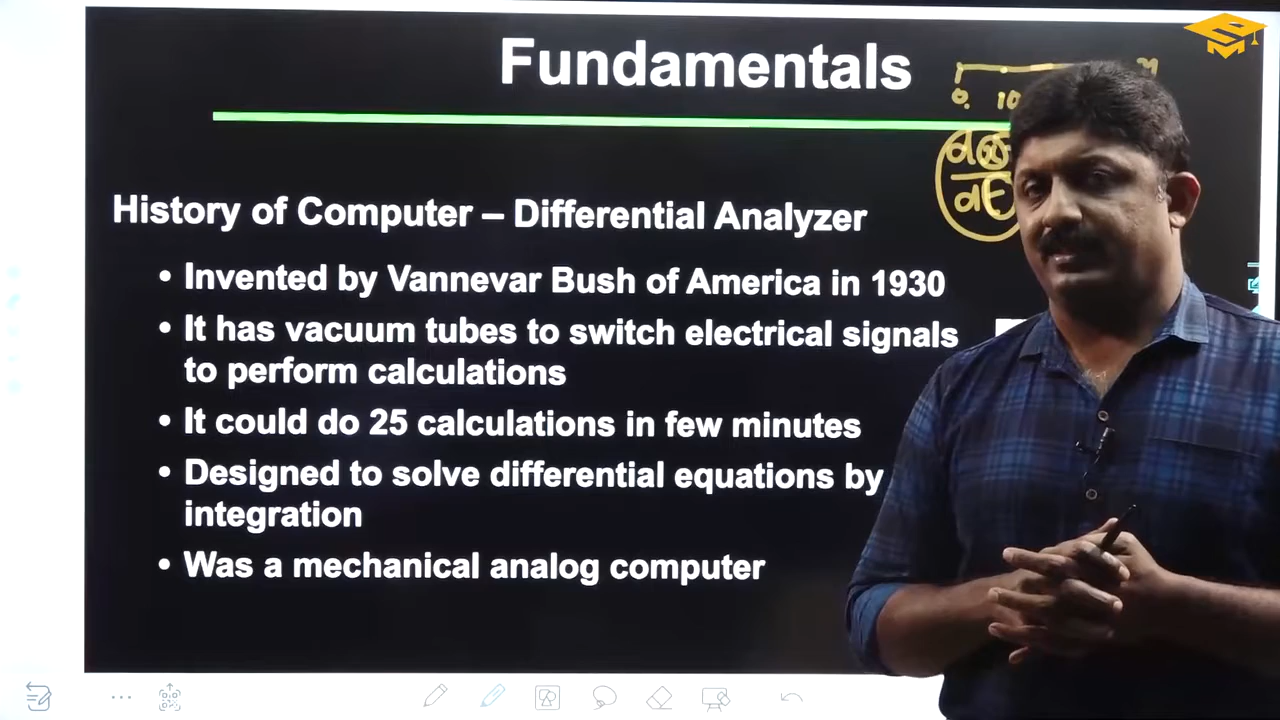 Fundamentals
0 10
History of Computer – Differential Analyzer
• Invented by Vannevar Bush of America in 1930
• It has vacuum tubes to switch electrical signals
to perform calculations
• It could do 25 calculations in few minutes
• Designed to solve differential equations by
integration
• Was a mechanical analog computer